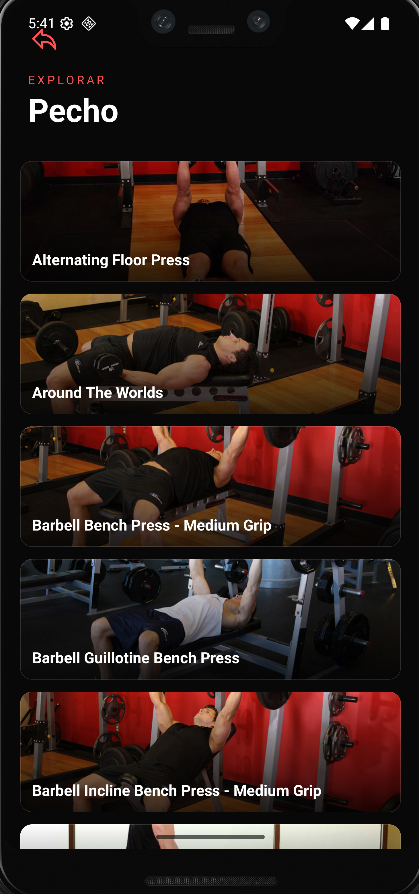 5:41
EXPLORAR
Pecho
Alternating Floor Press
Around The Worlds
Barbell Bench Press - Medium Grip
Barbell Guillotine Bench Press
Barbell Incline Bench Press - Medium Grip